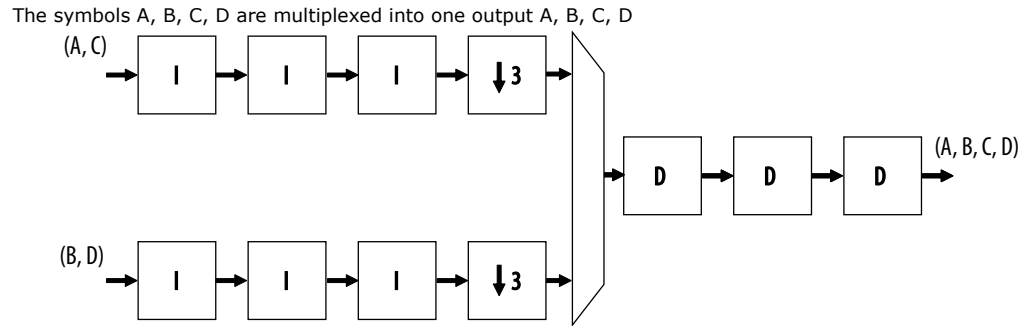 The symbols A, B, C, D are multiplexed into one output A, B, C, D
(A, C)
I I I ↓3
D D D (A, B, C, D)
(B, D)
I I I ↓3